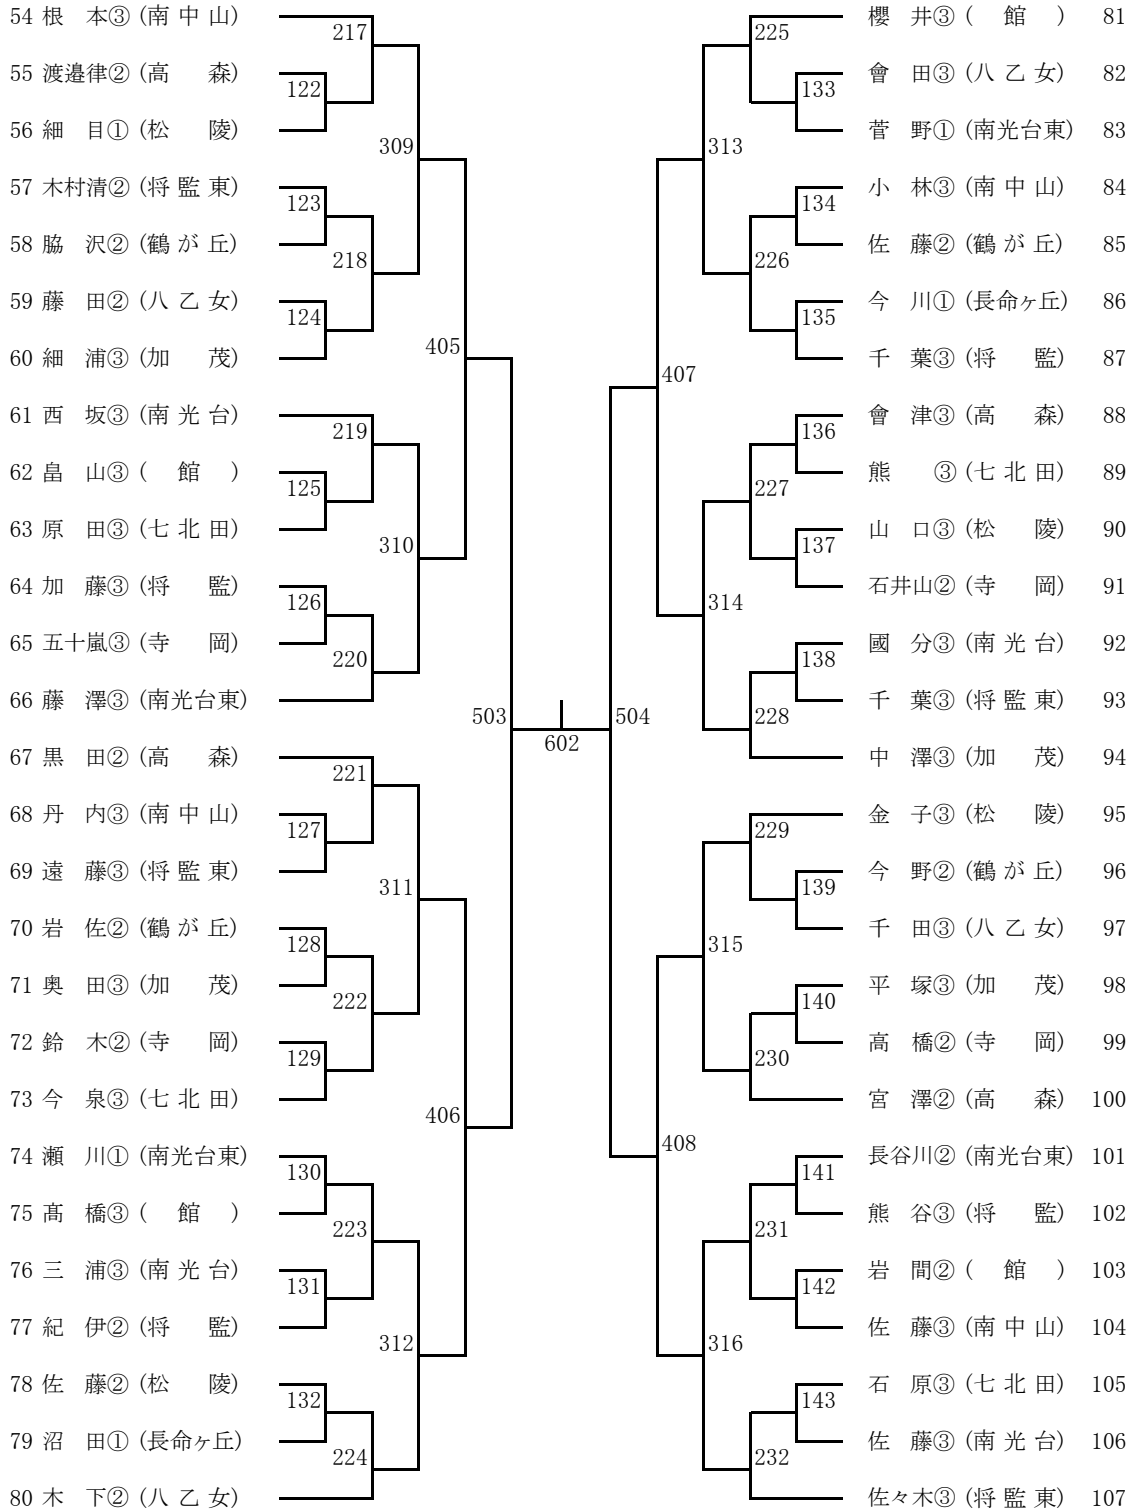 54 根　本③ (南 中 山)
217
55 渡邉律② (高　　森)
122
56 細　目① (松　　陵)
309
57 木村清② (将 監 東)
123
58 脇　沢② (鶴 が 丘)
218
59 藤　田② (八 乙 女)
124
60 細　浦③ (加　　茂)
405
61 西　坂③ (南 光 台)
219
62 畠　山③ (　館　)
125
63 原　田③ (七 北 田)
310
64 加　藤③ (将　　監)
126
65 五十嵐③ (寺　　岡)
220
66 藤　澤③ (南光台東)
503
67 黒　田② (高　　森)
221
68 丹　内③ (南 中 山)
127
69 遠　藤③ (将 監 東)
311
70 岩　佐② (鶴 が 丘)
128
71 奥　田③ (加　　茂)
222
72 鈴　木② (寺　　岡)
129
73 今　泉③ (七 北 田)
406
74 瀬　川① (南光台東)
130
75 髙　橋③ (　館　)
223
76 三　浦③ (南 光 台)
131
77 紀　伊② (将　　監)
312
78 佐　藤② (松　　陵)
132
79 沼　田① (長命ヶ丘)
224
80 木　下② (八 乙 女)
602
櫻　井③ (　館　) 81
225
會　田③ (八 乙 女) 82
133
菅　野① (南光台東) 83
313
小　林③ (南 中 山) 84
134
佐　藤② (鶴 が 丘) 85
226
今　川① (長命ヶ丘) 86
135
千　葉③ (将　　監) 87
407
會　津③ (高　　森) 88
136
熊　　③ (七 北 田) 89
227
山　口③ (松　　陵) 90
137
石井山② (寺　　岡) 91
314
國　分③ (南 光 台) 92
138
千　葉③ (将 監 東) 93
228
504
中　澤③ (加　　茂) 94
金　子③ (松　　陵) 95
229
今　野② (鶴 が 丘) 96
139
千　田③ (八 乙 女) 97
315
平　塚③ (加　　茂) 98
140
高　橋② (寺　　岡) 99
230
宮　澤② (高　　森) 100
408
長谷川② (南光台東) 101
141
熊　谷③ (将　　監) 102
231
岩　間② (　館　) 103
142
佐　藤③ (南 中 山) 104
316
石　原③ (七 北 田) 105
143
佐　藤③ (南 光 台) 106
232
佐々木③ (将 監 東) 107